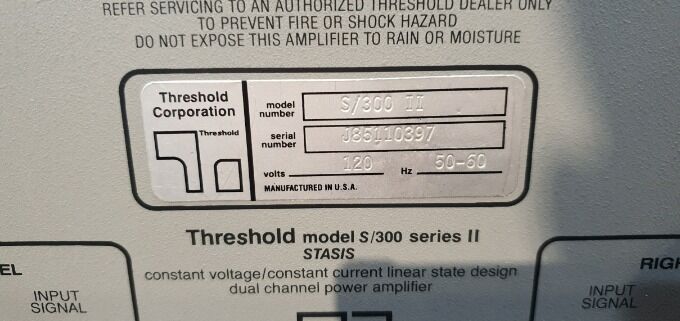 REFER SERVICING TO AN AUTHORIZED THRESHOLD DEALER ONLY
TO PREVENT FIRE OR SHOCK HAZARD
DO NOT EXPOSE THIS AMPLIFIER TO RAIN OR MOISTURE
Threshold
Corporation
Threshold
model
number
S/300 II
serial
number
J85110397
volts 120 Hz 50-60
MANUFACTURED IN U.S.A.
Threshold model S/300 series II
STASIS
constant voltage/constant current linear state design
dual channel power amplifier
EL
INPUT
SIGNAL
RIGH
INPUT
SIGNAL